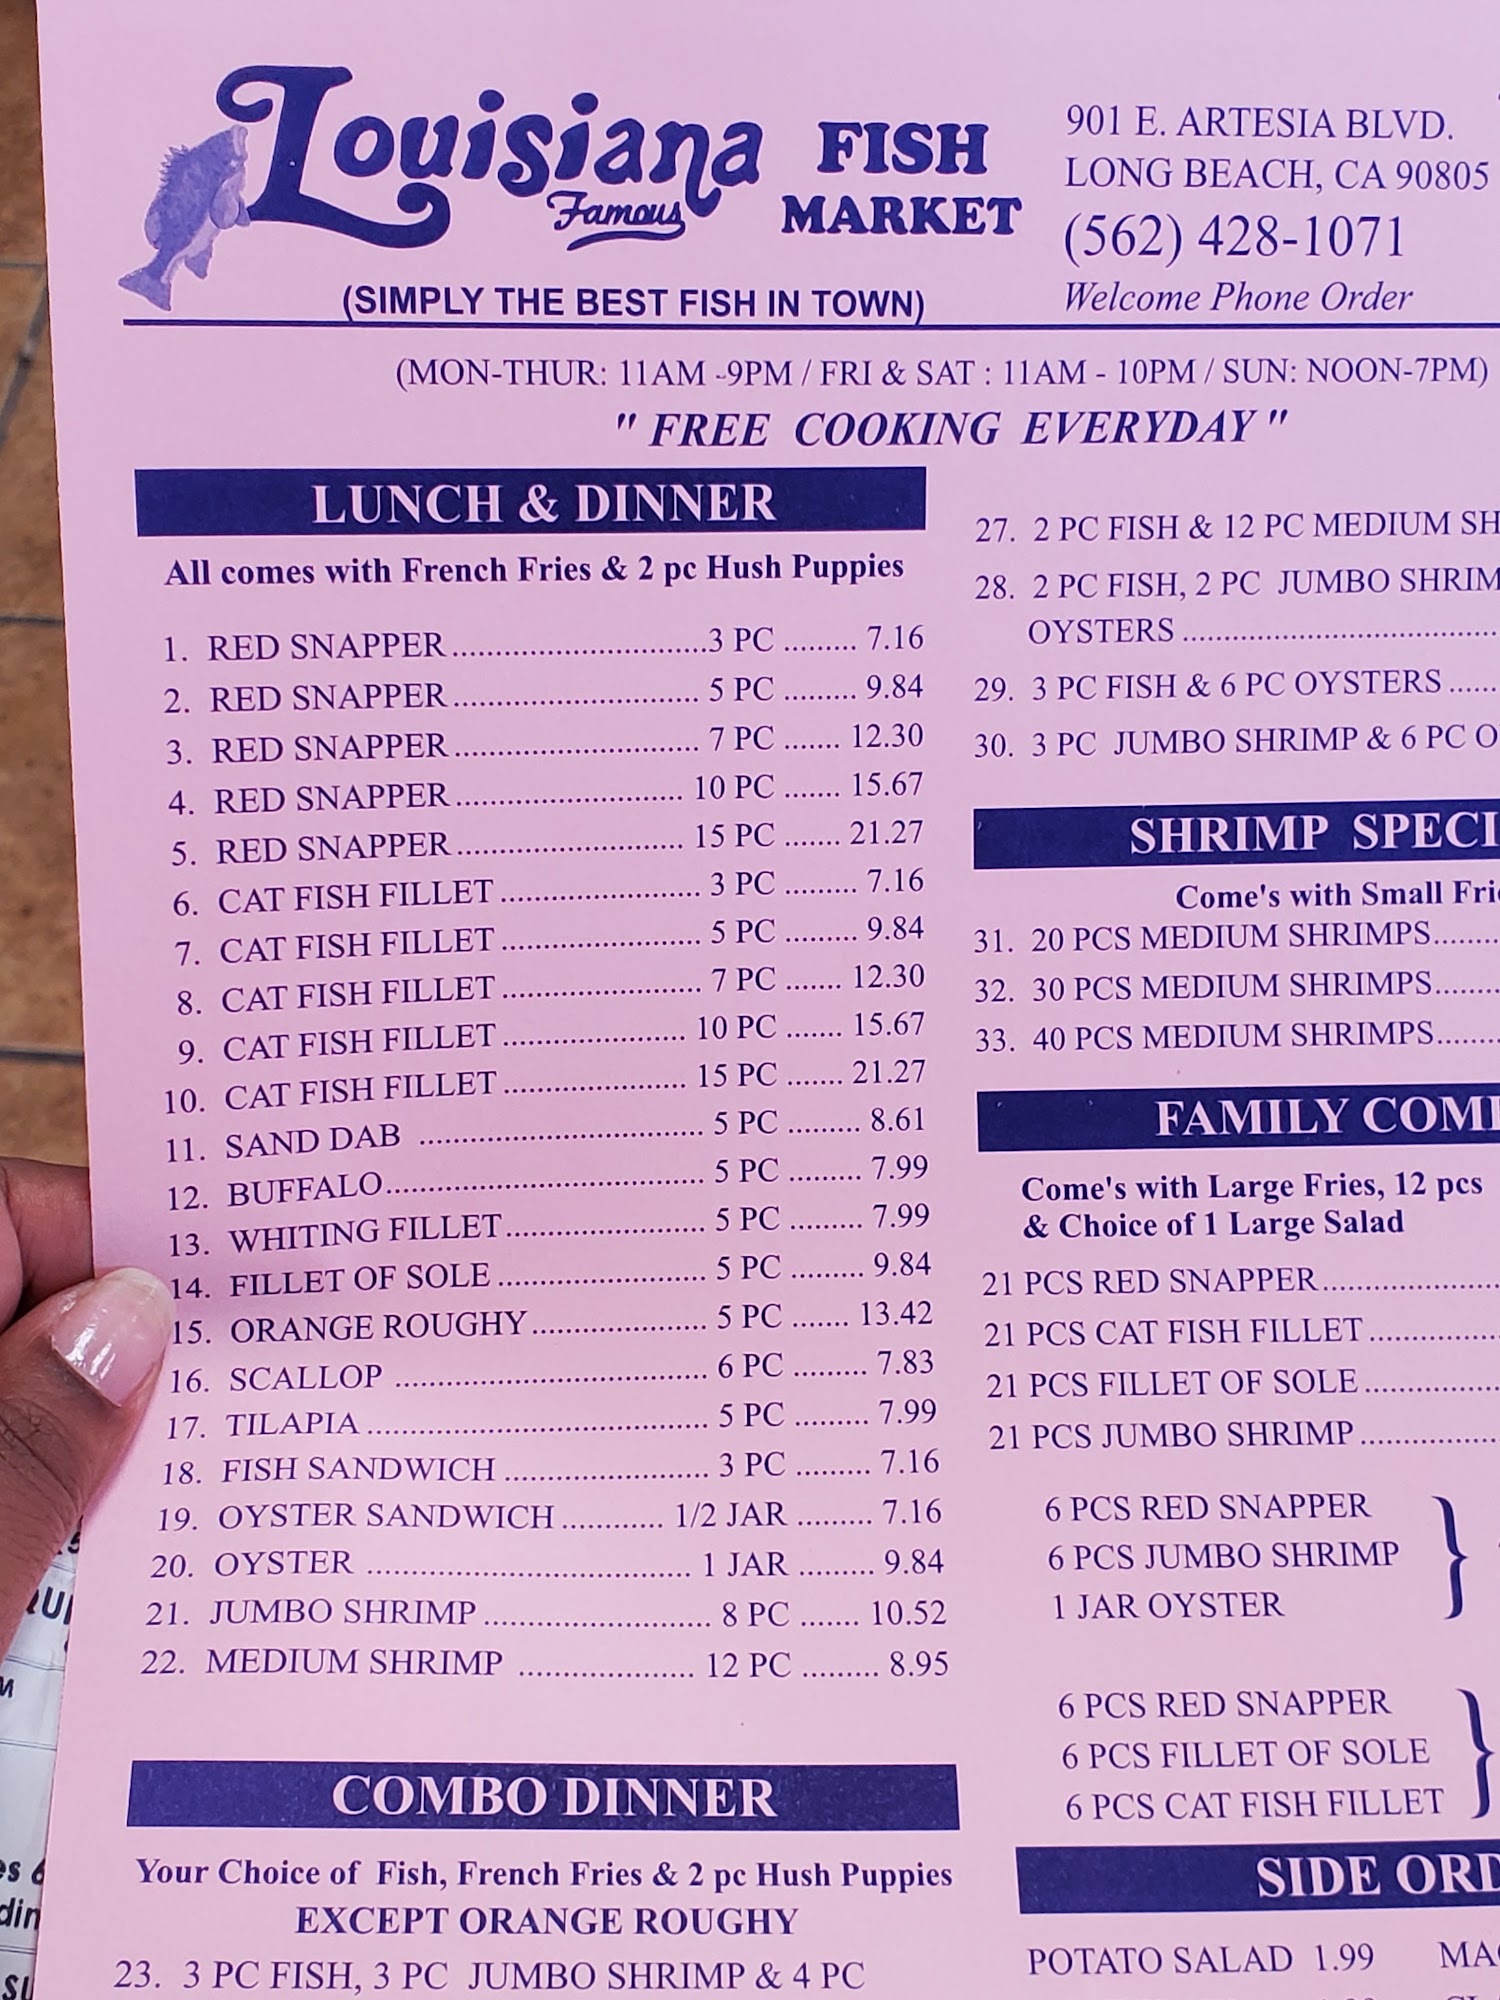 Louisiana Famous FISH MARKET
(SIMPLY THE BEST FISH IN TOWN)
901 E. ARTESIA BLVD.
LONG BEACH, CA 90805
(562) 428-1071
Welcome Phone Order
(MON-THUR: 11AM -9PM / FRI & SAT : 11AM - 10PM / SUN: NOON-7PM)
" FREE COOKING EVERYDAY "
LUNCH & DINNER
All comes with French Fries & 2 pc Hush Puppies
1. RED SNAPPER 3 PC 7.16
2. RED SNAPPER 5 PC 9.84
3. RED SNAPPER 7 PC 12.30
4. RED SNAPPER 10 PC 15.67
5. RED SNAPPER 15 PC 21.27
6. CAT FISH FILLET 3 PC 7.16
7. CAT FISH FILLET 5 PC 9.84
8. CAT FISH FILLET 7 PC 12.30
9. CAT FISH FILLET 10 PC 15.67
10. CAT FISH FILLET 15 PC 21.27
11. SAND DAB 5 PC 8.61
12. BUFFALO 5 PC 7.99
13. WHITING FILLET 5 PC 7.99
14. FILLET OF SOLE 5 PC 9.84
15. ORANGE ROUGHY 5 PC 13.42
16. SCALLOP 6 PC 7.83
17. TILAPIA 5 PC 7.99
18. FISH SANDWICH 3 PC 7.16
19. OYSTER SANDWICH 1/2 JAR 7.16
20. OYSTER 1 JAR 9.84
21. JUMBO SHRIMP 8 PC 10.52
22. MEDIUM SHRIMP 12 PC 8.95
COMBO DINNER
Your Choice of Fish, French Fries & 2 pc Hush Puppies
EXCEPT ORANGE ROUGHY
23. 3 PC FISH, 3 PC JUMBO SHRIMP & 4 PC
27. 2 PC FISH & 12 PC MEDIUM
28. 2 PC FISH, 2 PC JUMBO
OYSTERS
29. 3 PC FISH & 6 PC OYSTERS
30. 3 PC JUMBO SHRIMP & 6 PC
SHRIMP
Come's with Small
31. 20 PCS MEDIUM SHRIMPS
32. 30 PCS MEDIUM SHRIMPS
33. 40 PCS MEDIUM SHRIMPS
FAMILY
Come's with Large Fries, 12 pcs
& Choice of 1 Large Salad
21 PCS RED SNAPPER
21 PCS CAT FISH FILLET
21 PCS FILLET OF SOLE
21 PCS JUMBO SHRIMP
6 PCS RED SNAPPER
6 PCS JUMBO SHRIMP
1 JAR OYSTER
6 PCS RED SNAPPER
6 PCS FILLET OF SOLE
6 PCS CAT FISH FILLET
SIDE
POTATO SALAD 1.99